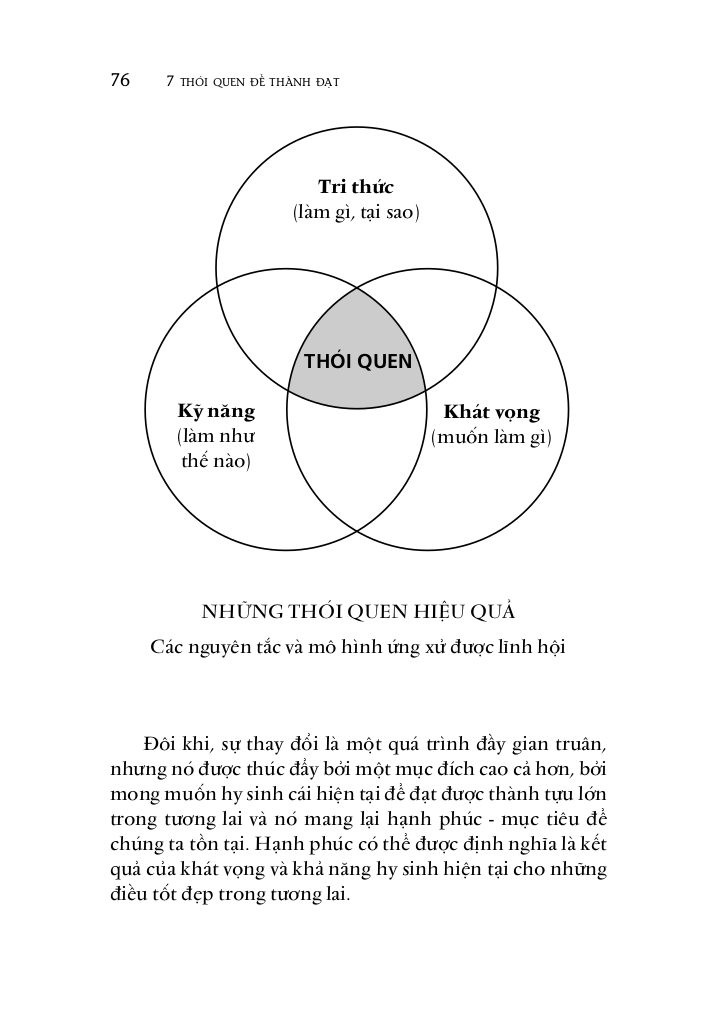 76 7 THÓI QUEN ĐỂ THÀNH ĐẠT
Tri thức
(làm gì, tại sao)
THÓI QUEN
Kỹ năng
(làm như
thế nào)
Khát vọng
(muốn làm gì)
NHỮNG THÓI QUEN HIỆU QUẢ
Các nguyên tắc và mô hình ứng xử được lĩnh hội
Đôi khi, sự thay đổi là một quá trình đầy gian truân,
nhưng nó được thúc đẩy bởi một mục đích cao cả hơn, bởi
mong muốn hy sinh cái hiện tại để đạt được thành tựu lớn
trong tương lai và nó mang lại hạnh phúc - mục tiêu để
chúng ta tồn tại. Hạnh phúc có thể được định nghĩa là kết
quả của khát vọng và khả năng hy sinh hiện tại cho những
điều tốt đẹp trong tương lai.